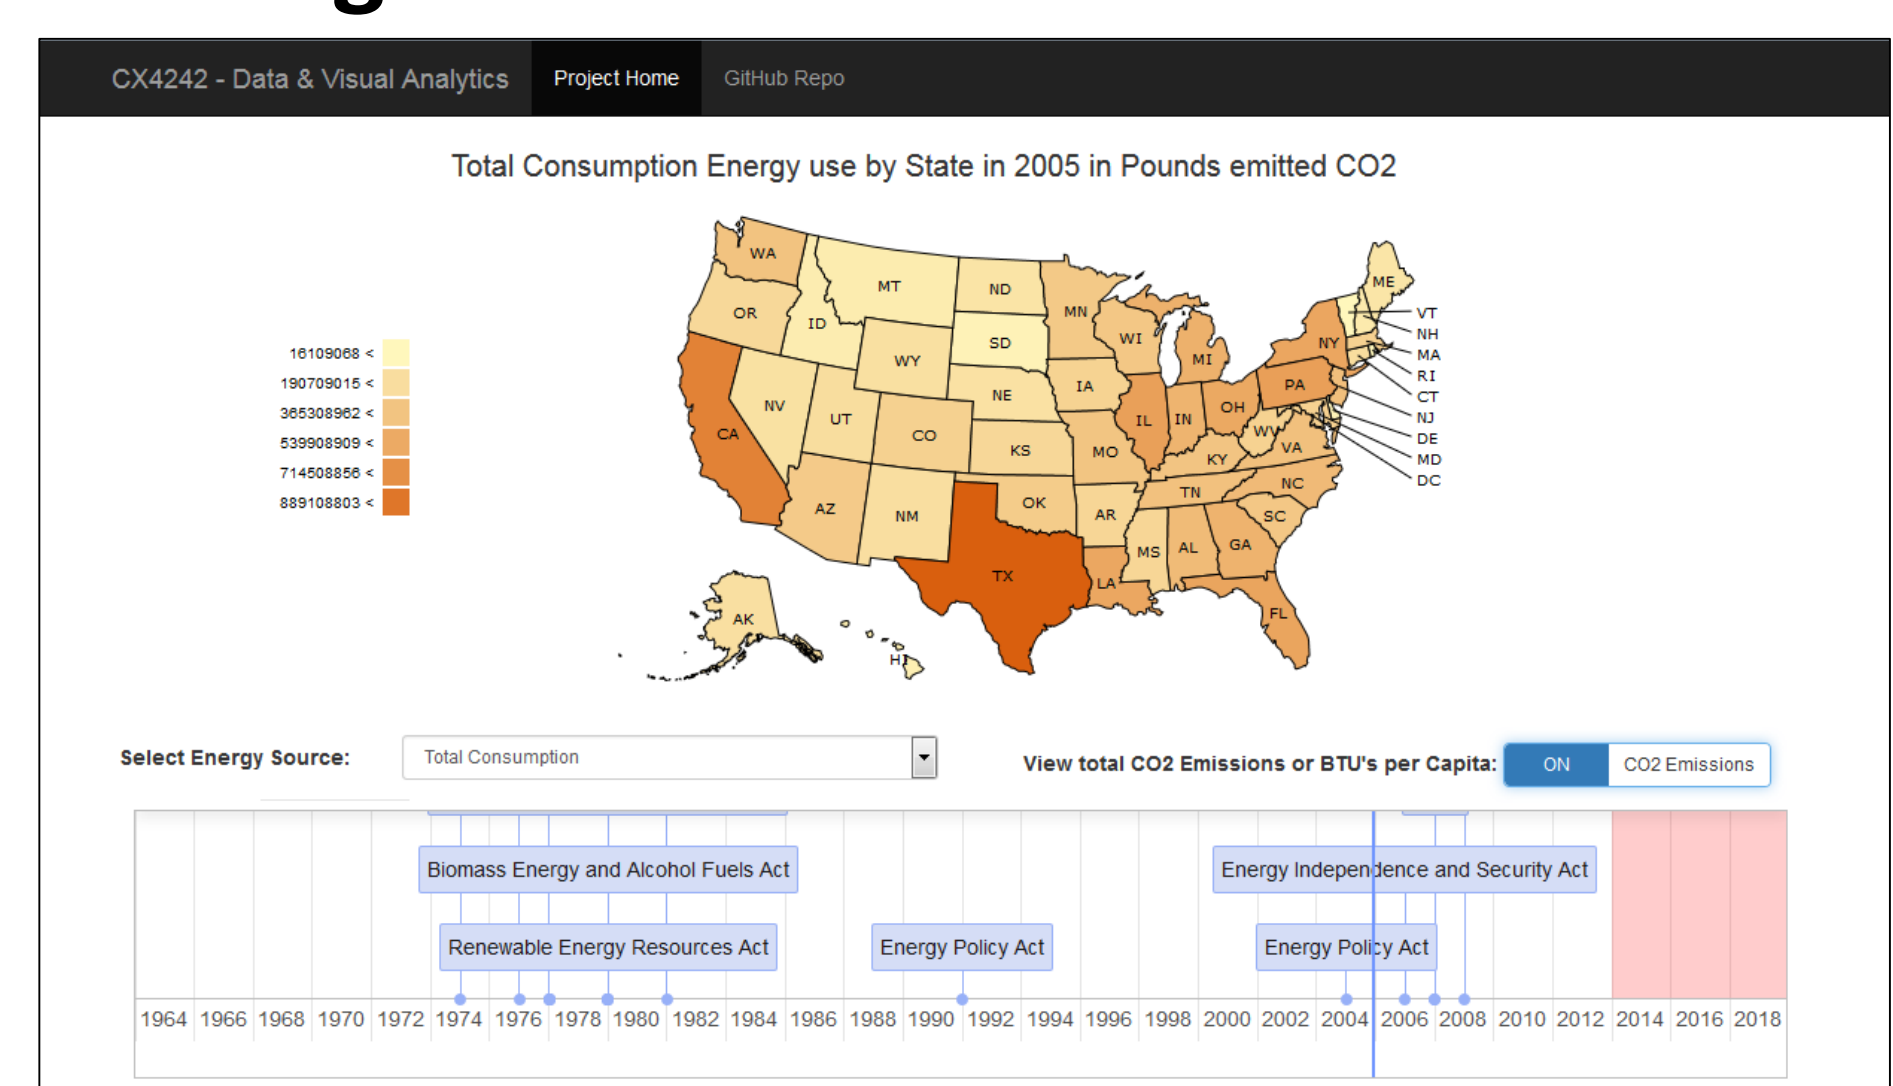 CX4242 - Data & Visual Analytics Project Home GitHub Repo
Total Consumption Energy use by State in 2005 in Pounds emitted CO2
16109068 <
190709015 <
365308962 <
539908909 <
714508856 <
889108803 <
WA
OR
ID
MT
ND
SD
WY
NE
MN
WI
MI
IA
NV
UT
CO
KS
CA
AZ
NM
OK
TX
MO
IL
IN
OH
KY
TN
AR
MS
AL
GA
LA
FL
SC
NC
VA
WV
PA
NY
ME
VT
NH
MA
RI
CT
NJ
DE
MD
DC
AK
HI
Select Energy Source: Total Consumption View total CO2 Emissions or BTU's per Capita: ON CO2 Emissions
Biomass Energy and Alcohol Fuels Act Energy Independence and Security Act
Renewable Energy Resources Act Energy Policy Act Energy Policy Act
1964 1966 1968 1970 1972 1974 1976 1978 1980 1982 1984 1986 1988 1990 1992 1994 1996 1998 2000 2002 2004 2006 2008 2010 2012 2014 2016 2018